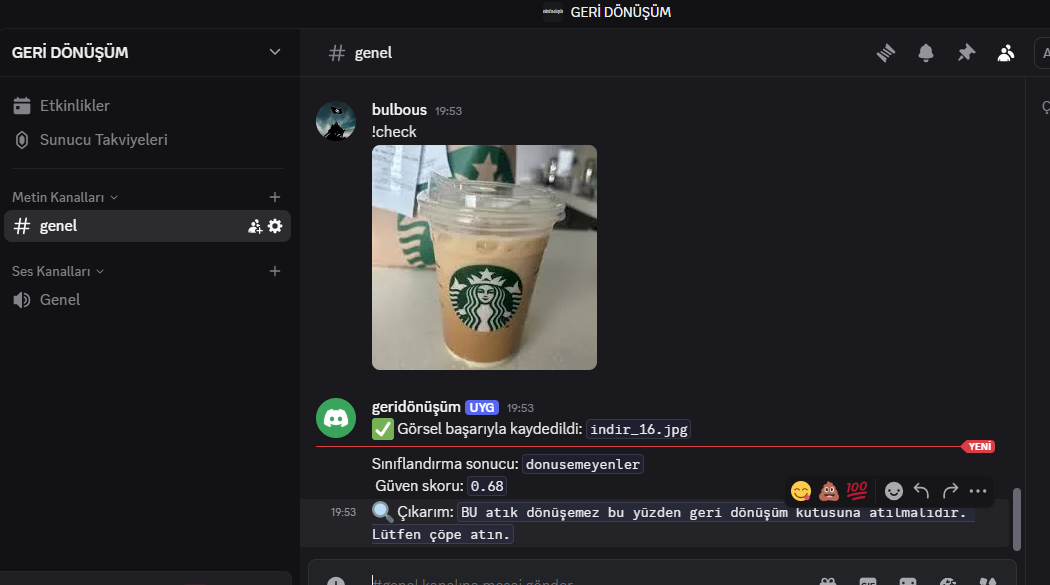 GERİ DÖNÜŞÜM
GERİ DÖNÜŞÜM
genel
Etkinlikler
Sunucu Takviyeleri
Metin Kanalları
genel
Ses Kanalları
Genel
bulbous 19:53
!check
geridönüşüm UYG 19:53
Görsel başarıyla kaydedildi: indir_16.jpg
YENİ
Sınıflandırma sonucu: donusemeyenler
Güven skoru: 0.68
100
19:53 Çıkarım: BU atık dönüşemez bu yüzden geri dönüşüm kutusuna atılmalıdır.
Lütfen çöpe atın.
#genel kanalına mesaj gönder